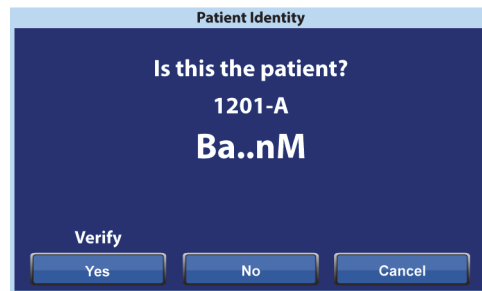 Patient Identity
Is this the patient?
1201-A
Ba..nM
Verify
Yes No Cancel